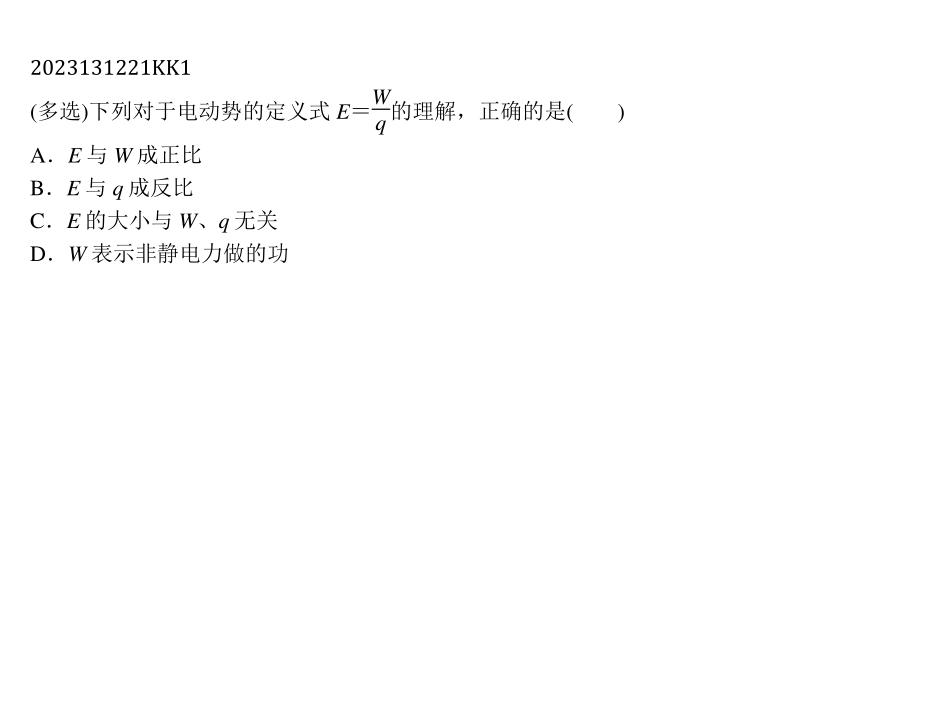 2023131221KK1
(多选)下列对于电动势的定义式 E=W/q的理解，正确的是(　　)
A．E 与 W 成正比
B．E 与 q 成反比
C．E 的大小与 W、q 无关
D．W 表示非静电力做的功